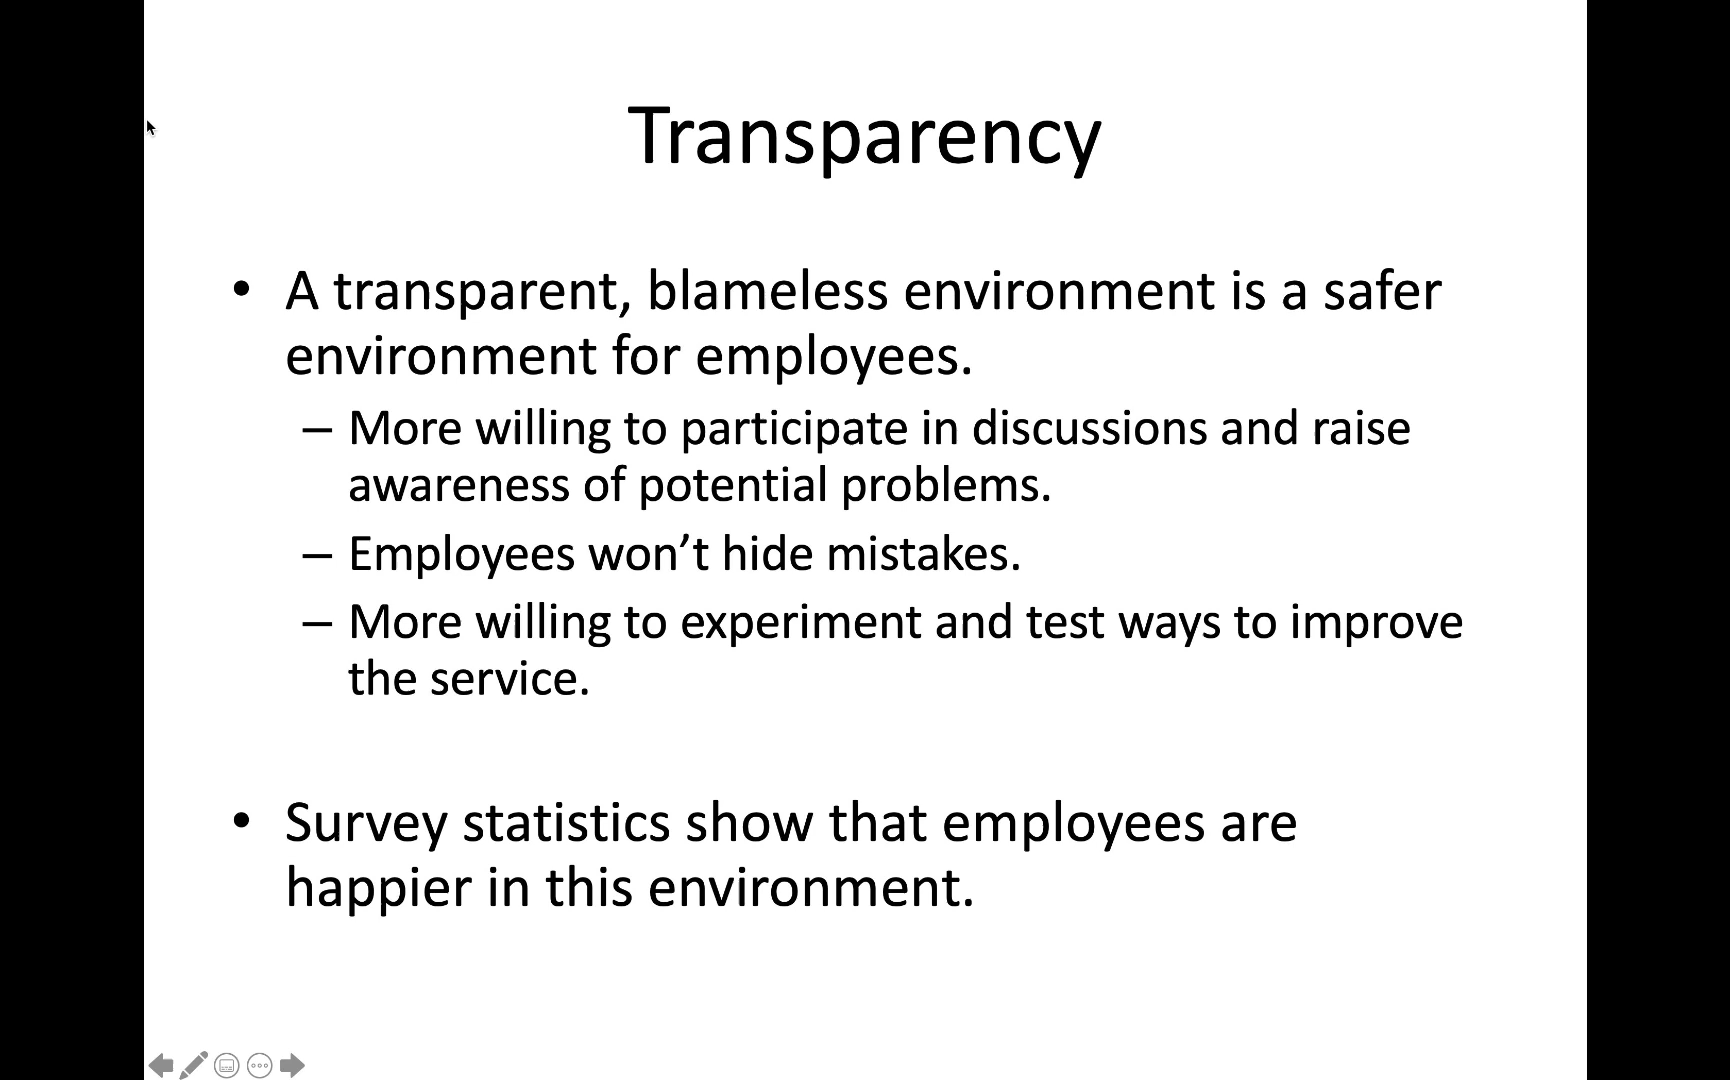 Transparency
• A transparent, blameless environment is a safer
environment for employees.
– More willing to participate in discussions and raise
awareness of potential problems.
– Employees won’t hide mistakes.
– More willing to experiment and test ways to improve
the service.
• Survey statistics show that employees are
happier in this environment.